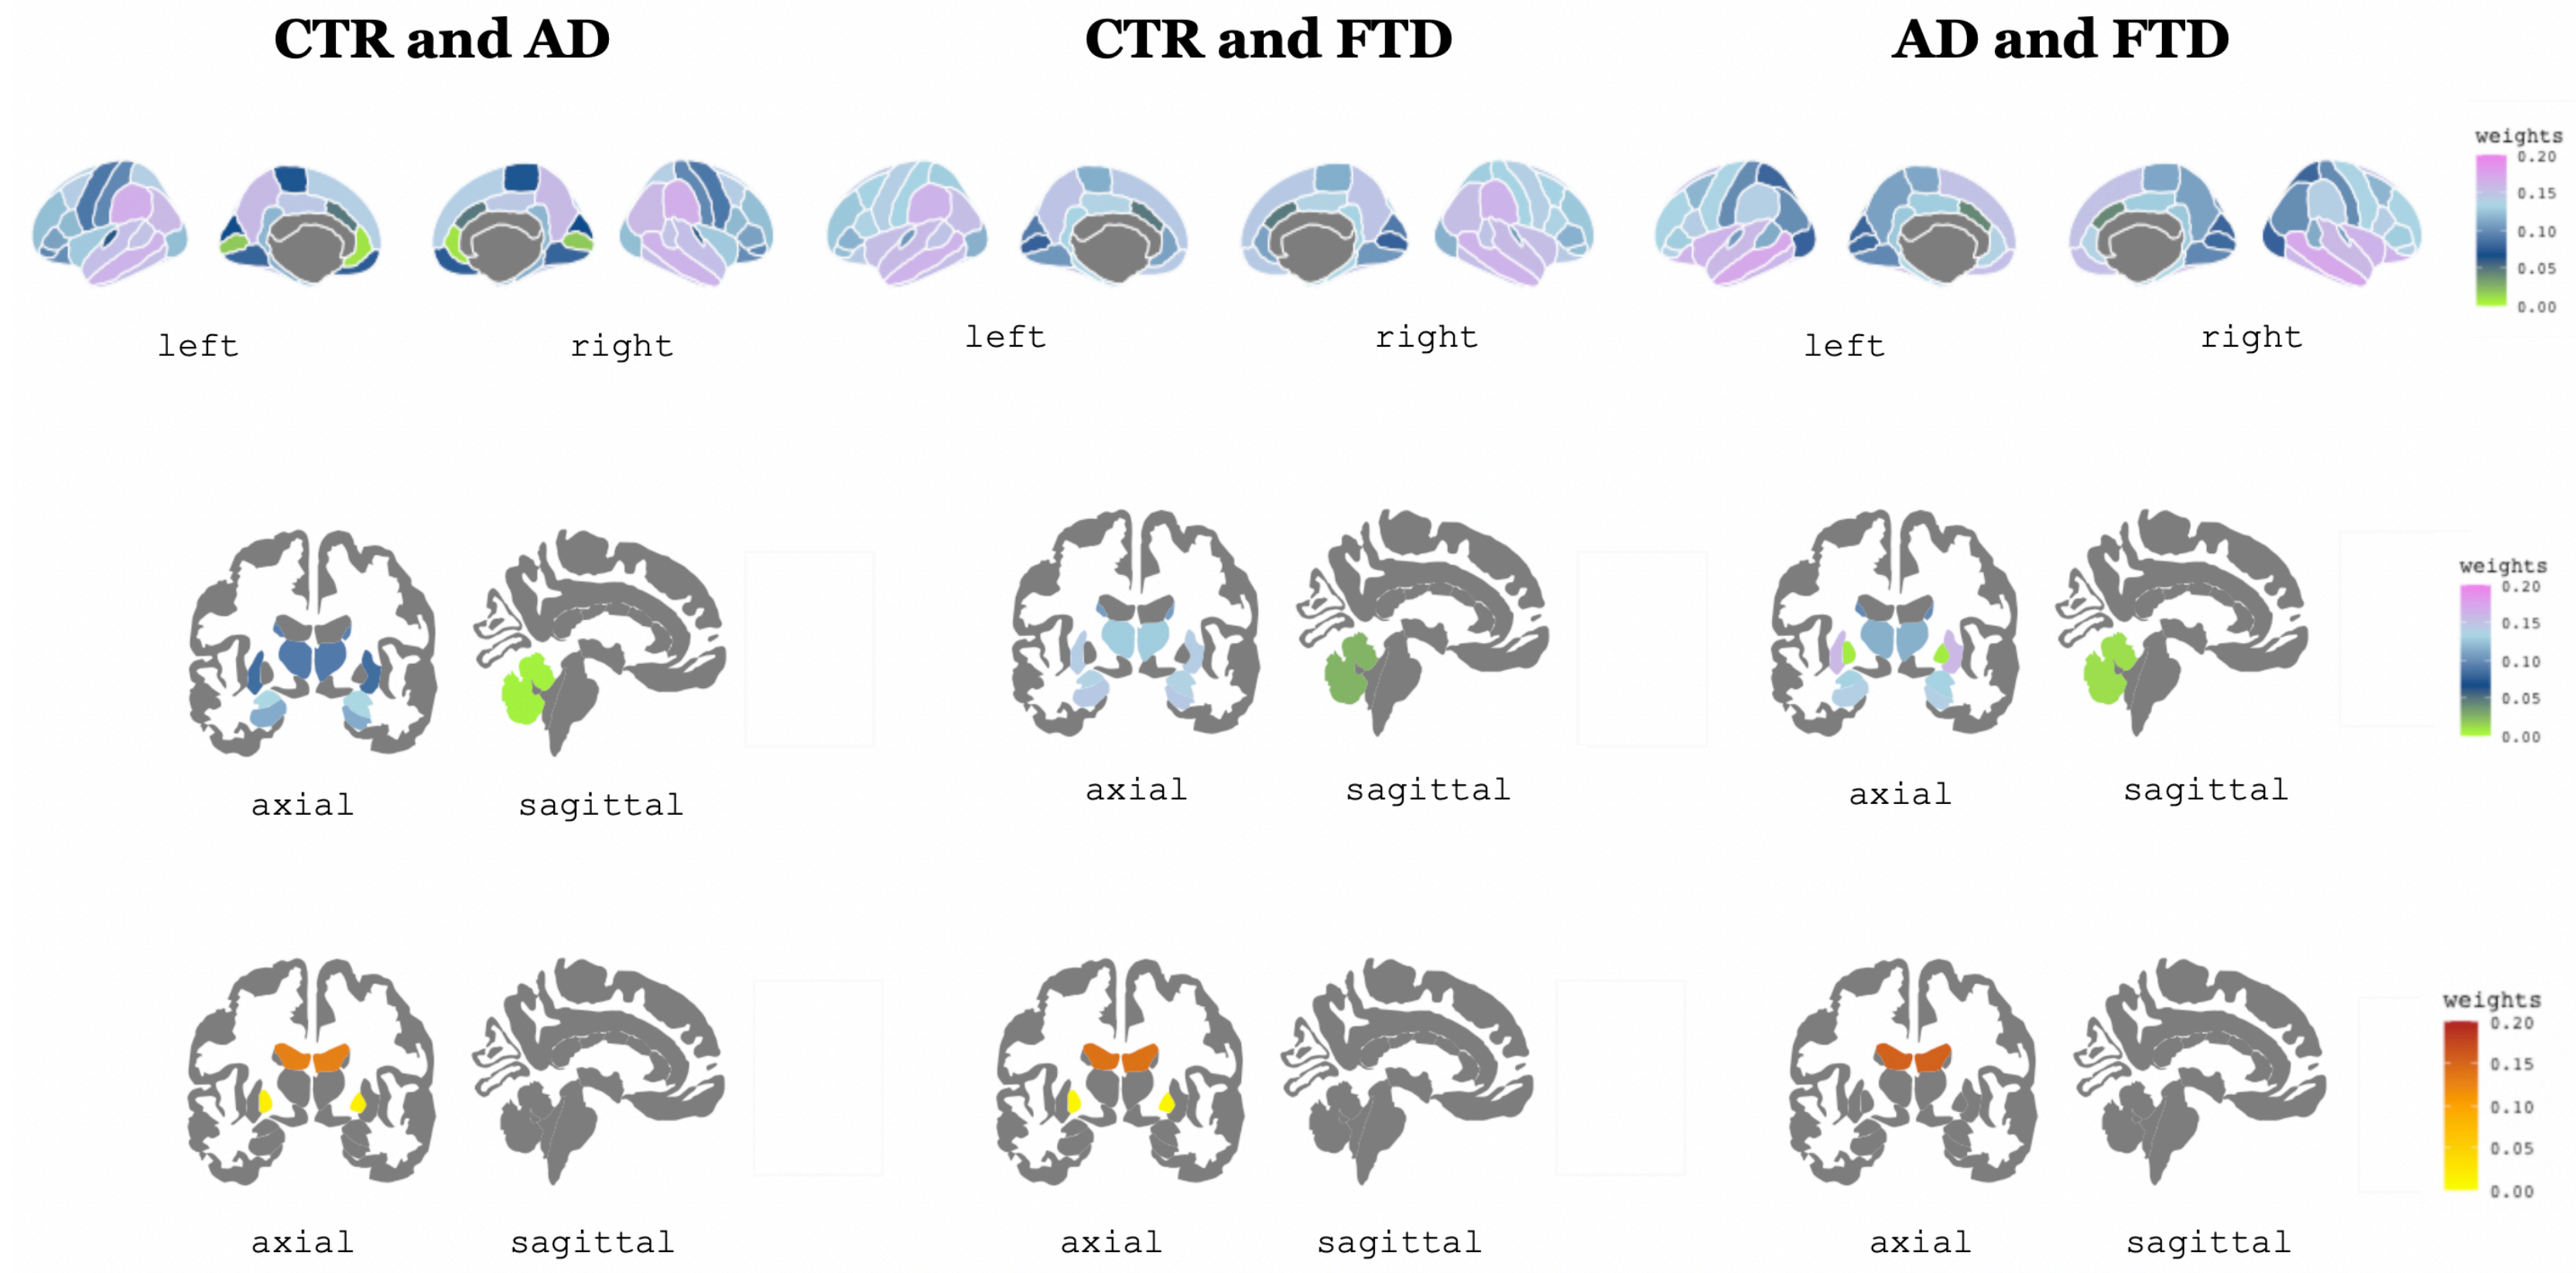 CTR and AD
CTR and FTD
AD and FTD
weights
0.20
0.15
0.10
0.05
0.00
left
right
left
right
left
right
weights
0.20
0.15
0.10
0.05
0.00
axial
sagittal
axial
sagittal
axial
sagittal
weights
0.20
0.15
0.10
0.05
0.00
axial
sagittal
axial
sagittal
axial
sagittal